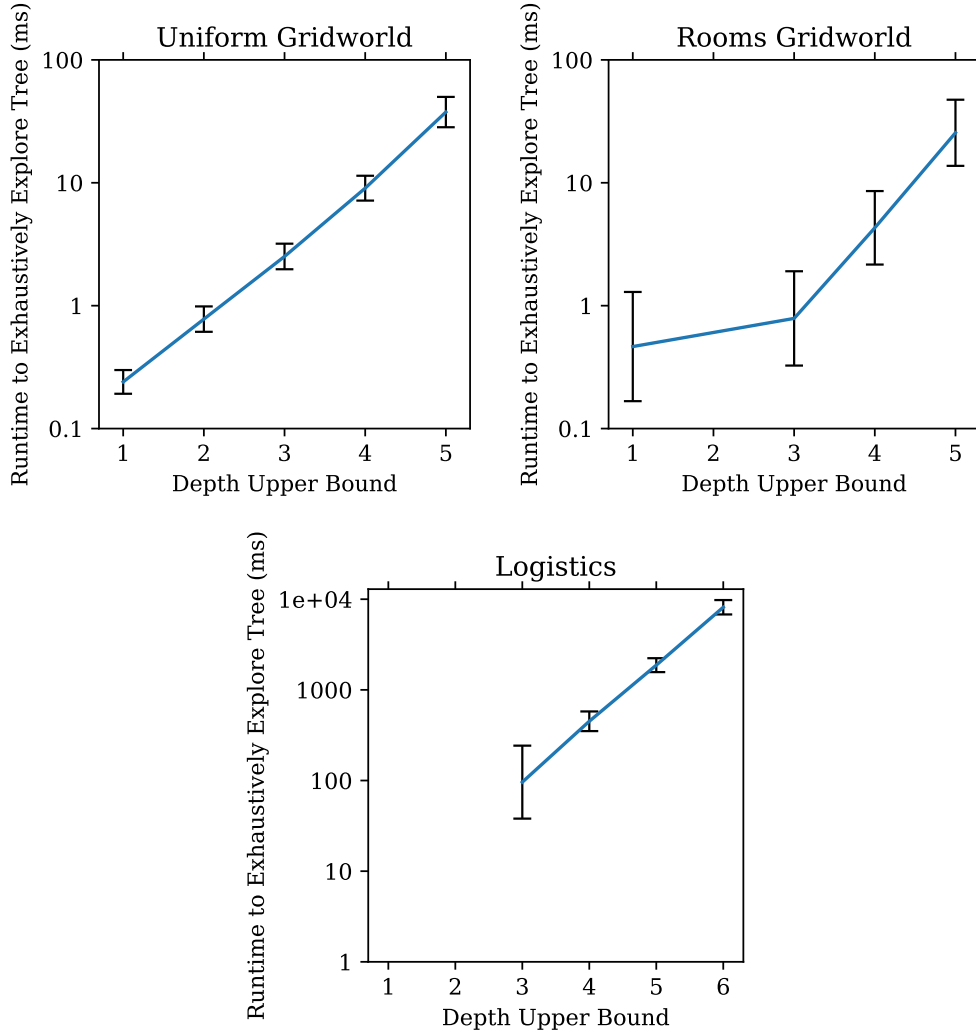 Uniform Gridworld
Runtime to Exhaustively Explore Tree (ms)
100
10
1
0.1
1 2 3 4 5
Depth Upper Bound
Rooms Gridworld
Runtime to Exhaustively Explore Tree (ms)
100
10
1
0.1
1 2 3 4 5
Depth Upper Bound
Logistics
Runtime to Exhaustively Explore Tree (ms)
1e+04
1000
100
10
1
1 2 3 4 5 6
Depth Upper Bound